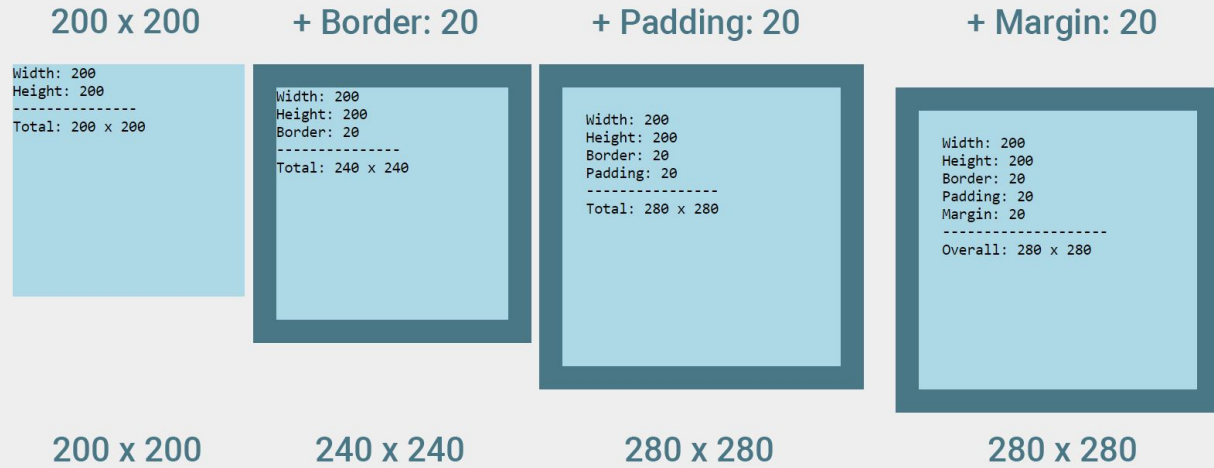 200 x 200
+ Border: 20
+ Padding: 20
+ Margin: 20
Width: 200
Height: 200
---------------
Total: 200 x 200
Width: 200
Height: 200
Border: 20
---------------
Total: 240 x 240
Width: 200
Height: 200
Border: 20
Padding: 20
----------------
Total: 280 x 280
Width: 200
Height: 200
Border: 20
Padding: 20
Margin: 20
--------------------
Overall: 280 x 280
200 x 200
240 x 240
280 x 280
280 x 280